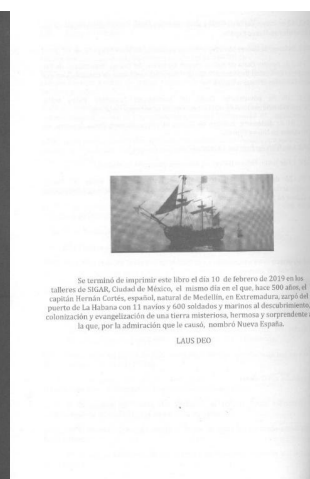 Se terminó de imprimir este libro el día 10 de febrero de 2019 en los
talleres de SIGAR, Ciudad de México, el mismo día en el que, hace 500 años, el
capitán Hernán Cortés, español, natural de Medellín, en Extremadura, zarpó del
puerto de La Habana con 11 navíos y 600 soldados y marinos al descubrimiento,
colonización y evangelización de una tierra misteriosa, hermosa y sorprendente
la que, por la admiración que le causó, nombró Nueva España.
LAUS DEO